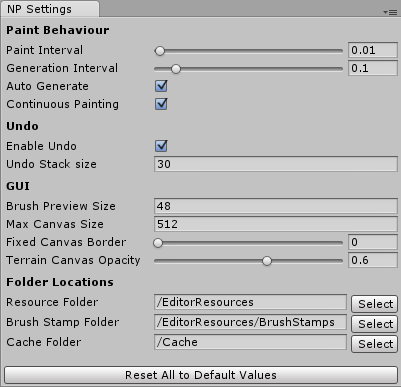 NP Settings
Paint Behaviour
Paint Interval 0.01
Generation Interval 0.1
Auto Generate
Continuous Painting
Undo
Enable Undo
Undo Stack size 30
GUI
Brush Preview Size 48
Max Canvas Size 512
Fixed Canvas Border 0
Terrain Canvas Opacity 0.6
Folder Locations
Resource Folder /EditorResources Select
Brush Stamp Folder /EditorResources/BrushStamps Select
Cache Folder /Cache Select
Reset All to Default Values